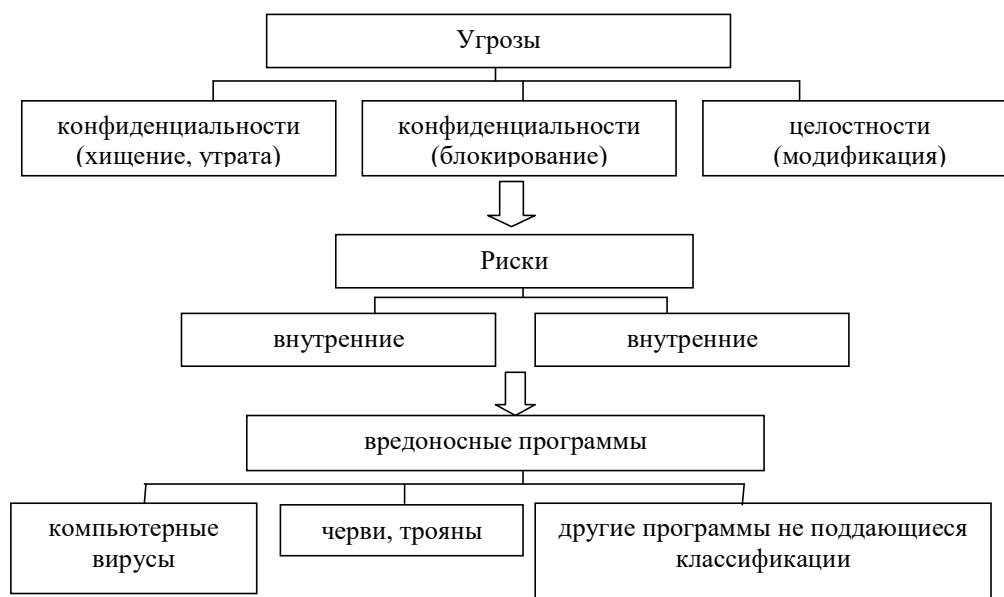 Угрозы
конфиденциальности
(хищение, утрата)
конфиденциальности
(блокирование)
целостности
(модификация)
Риски
внутренние
внутренние
вредоносные программы
компьютерные
вирусы
черви, трояны
другие программы не поддающиеся
классификации